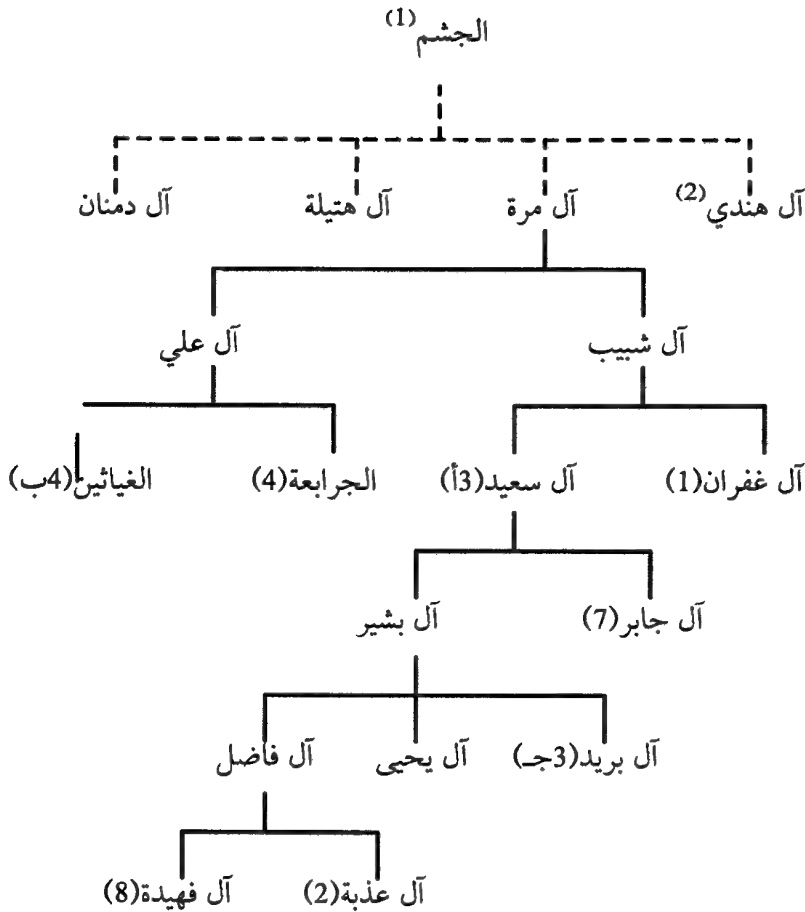 الجشم(1)
آل هندي(2) آل مرة آل هتيلة آل دمنان
آل شبيب آل علي
آل غفران(1) آل سعيد(3أ) الجرابعة(4) الغياثين(4ب)
آل جابر(7) آل بشير
آل بريد(3جـ) آل يحيى آل فاضل
آل عذبة(2) آل فهيدة(8)